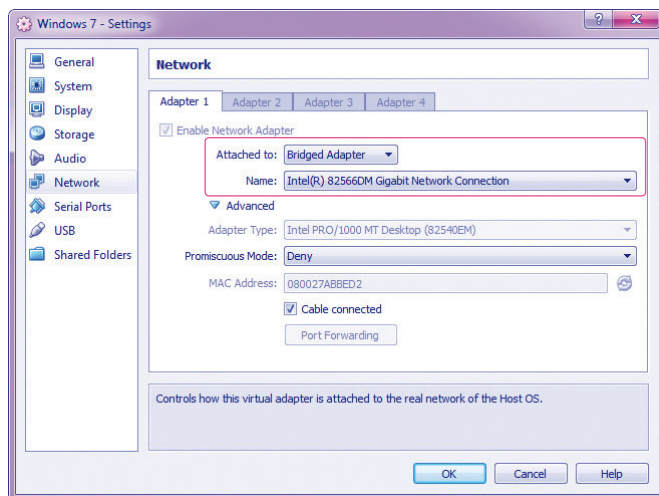 Windows 7 - Settings
General
System
Display
Storage
Audio
Network
Serial Ports
USB
Shared Folders
Network
Adapter 1 Adapter 2 Adapter 3 Adapter 4
Enable Network Adapter
Attached to: Bridged Adapter
Name: Intel(R) 82566DM Gigabit Network Connection
Advanced
Adapter Type: Intel PRO/1000 MT Desktop (82540EM)
Promiscuous Mode: Deny
MAC Address: 080027ABBED2
Cable connected
Port Forwarding
Controls how this virtual adapter is attached to the real network of the Host OS.
OK Cancel Help